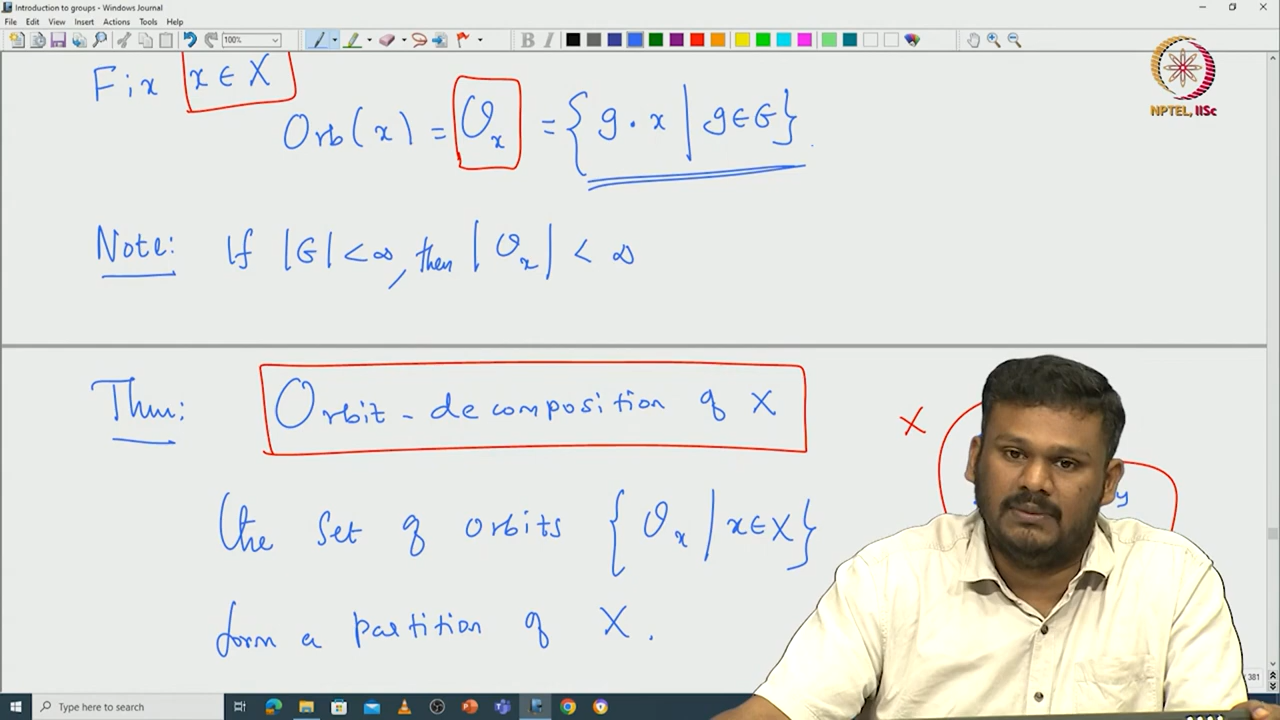 Introduction to groups - Windows Journal
File Edit View Insert Actions Tools Help
100%
B I
NPTEL, IISc
Fix x ∈ X
Orb(x) = O_x = { g · x | g ∈ G }
Note: If |G| < ∞, then |O_x| < ∞
Thm: Orbit-decomposition of X
X
y
The set of orbits { O_x | x ∈ X }
form a partition of X.
381
Type here to search